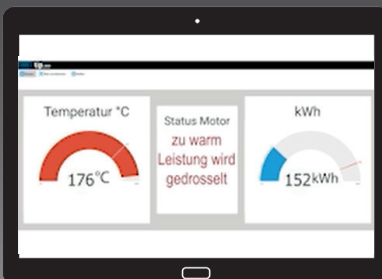 Temperatur °C
176°C
Status Motor
zu warm
Leistung wird
gedrosselt
kWh
152kWh